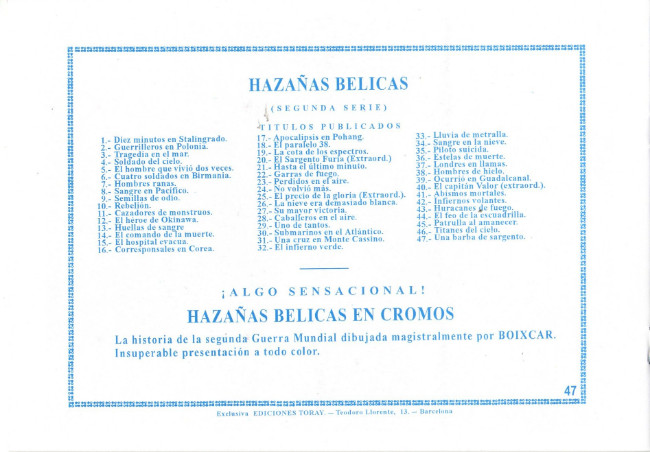 HAZAÑAS BELICAS
(SEGUNDA SERIE)
TITULOS PUBLICADOS
1.- Diez minutos en Stalingrado.
2.- Guerrilleros en Polonia.
3.- Tragedia en el mar.
4.- Soldado del cielo.
5.- El hombre que vivió dos veces.
6.- Cuatro soldados en Birmania.
7.- Hombres ranas.
8.- Sangre en Pacífico.
9.- Semillas de odio.
10.- Rebelión.
11.- Cazadores de monstruos.
12.- El héroe de Okinawa.
13.- Huellas de sangre
14.- El comando de la muerte.
15.- El hospital evacua.
16.- Corresponsales en Corea.
17.- Apocalipsis en Pohang.
18.- El paralelo 38.
19.- La cota de los espectros.
20.- El Sargento Furia (Extraord.)
21.- Hasta el último minuto.
22.- Garras de fuego.
23.- Perdidos en el aire.
24.- No volvió más.
25.- El precio de la gloria (Extraord.)
26.- La nieve era demasiado blanca.
27.- Su mayor victoria.
28.- Caballeros en el aire.
29.- Uno de tantos.
30.- Submarinos en el Atlántico.
31.- Una cruz en Monte Cassino.
32.- El infierno verde.
33.- Lluvia de metralla.
34.- Sangre en la nieve.
35.- Piloto suicida.
36.- Estelas de muerte.
37.- Londres en llamas.
38.- Hombres de hielo.
39.- Ocurrió en Guadalcanal.
40.- El capitán Valor (extraord.)
41.- Abismos mortales.
42.- Infiernos volantes.
43.- Huracanes de fuego.
44.- El feo de la escuadrilla.
45.- Patrulla al amanecer.
46.- Titanes del cielo.
47.- Una barba de sargento.
¡ALGO SENSACIONAL!
HAZAÑAS BELICAS EN CROMOS
La historia de la segunda Guerra Mundial dibujada magistralmente por BOIXCAR.
Insuperable presentación a todo color.
47
Exclusiva EDICIONES TORAY. — Teodoro Llorente, 13. — Barcelona